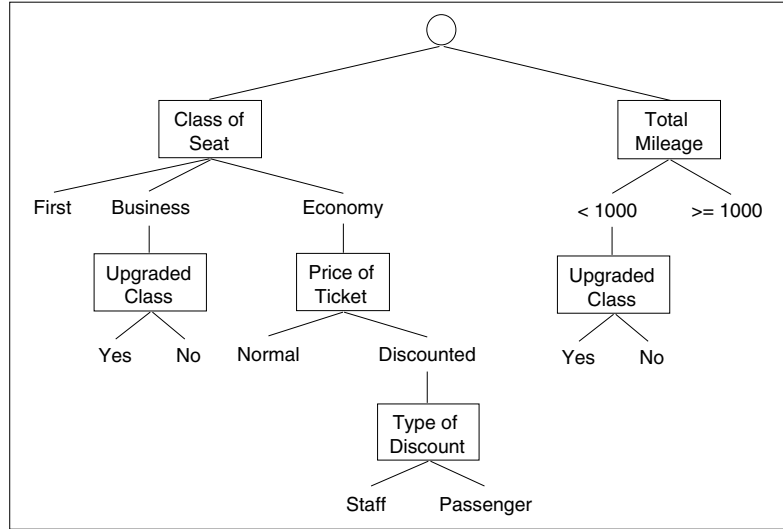 Class of
Seat
Total
Mileage
First
Business
Economy
< 1000
>= 1000
Upgraded
Class
Price of
Ticket
Upgraded
Class
Yes
No
Normal
Discounted
Yes
No
Type of
Discount
Staff
Passenger